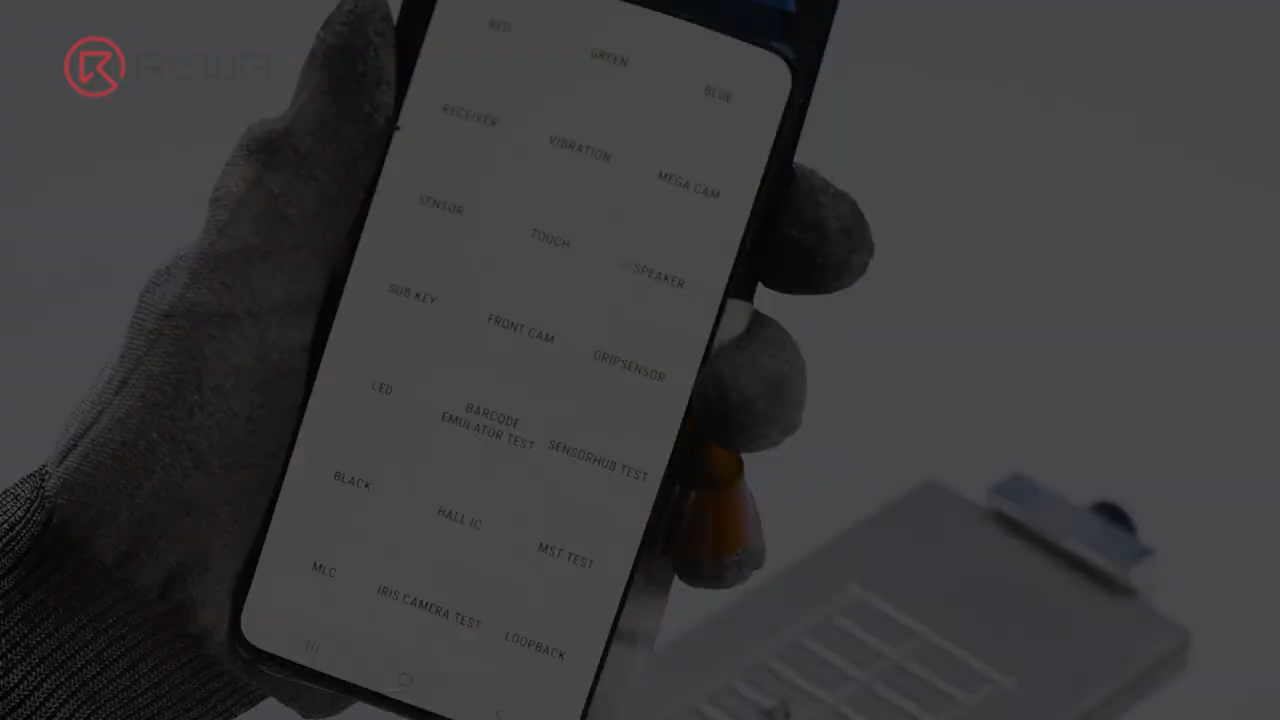 REWA
RED
GREEN
BLUE
RECEIVER
VIBRATION
MEGA CAM
SENSOR
TOUCH
SPEAKER
SUB KEY
FRONT CAM
GRIPSENSOR
LED
BARCODE
EMULATOR TEST
SENSORHUB TEST
BLACK
HALL IC
MST TEST
MLC
IRIS CAMERA TEST
LOOPBACK